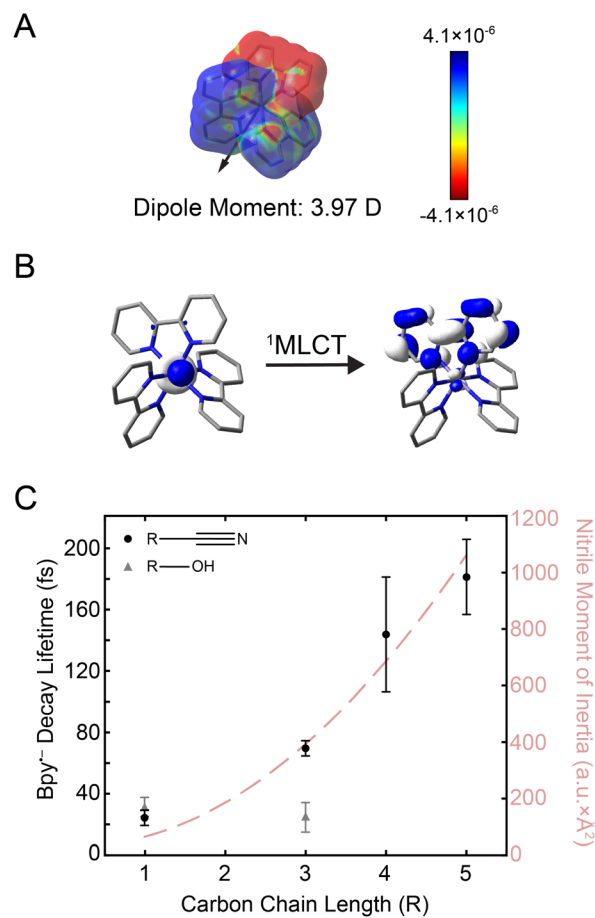 A
4.1×10⁻⁶
-4.1×10⁻⁶
Dipole Moment: 3.97 D
B
¹MLCT
C
R N
R OH
Bpy•− Decay Lifetime (fs)
200
160
120
80
40
0
1 2 3 4 5
Carbon Chain Length (R)
1200
1000
800
600
400
200
0
Nitrile Moment of
Inertia (a.u.×Å²)